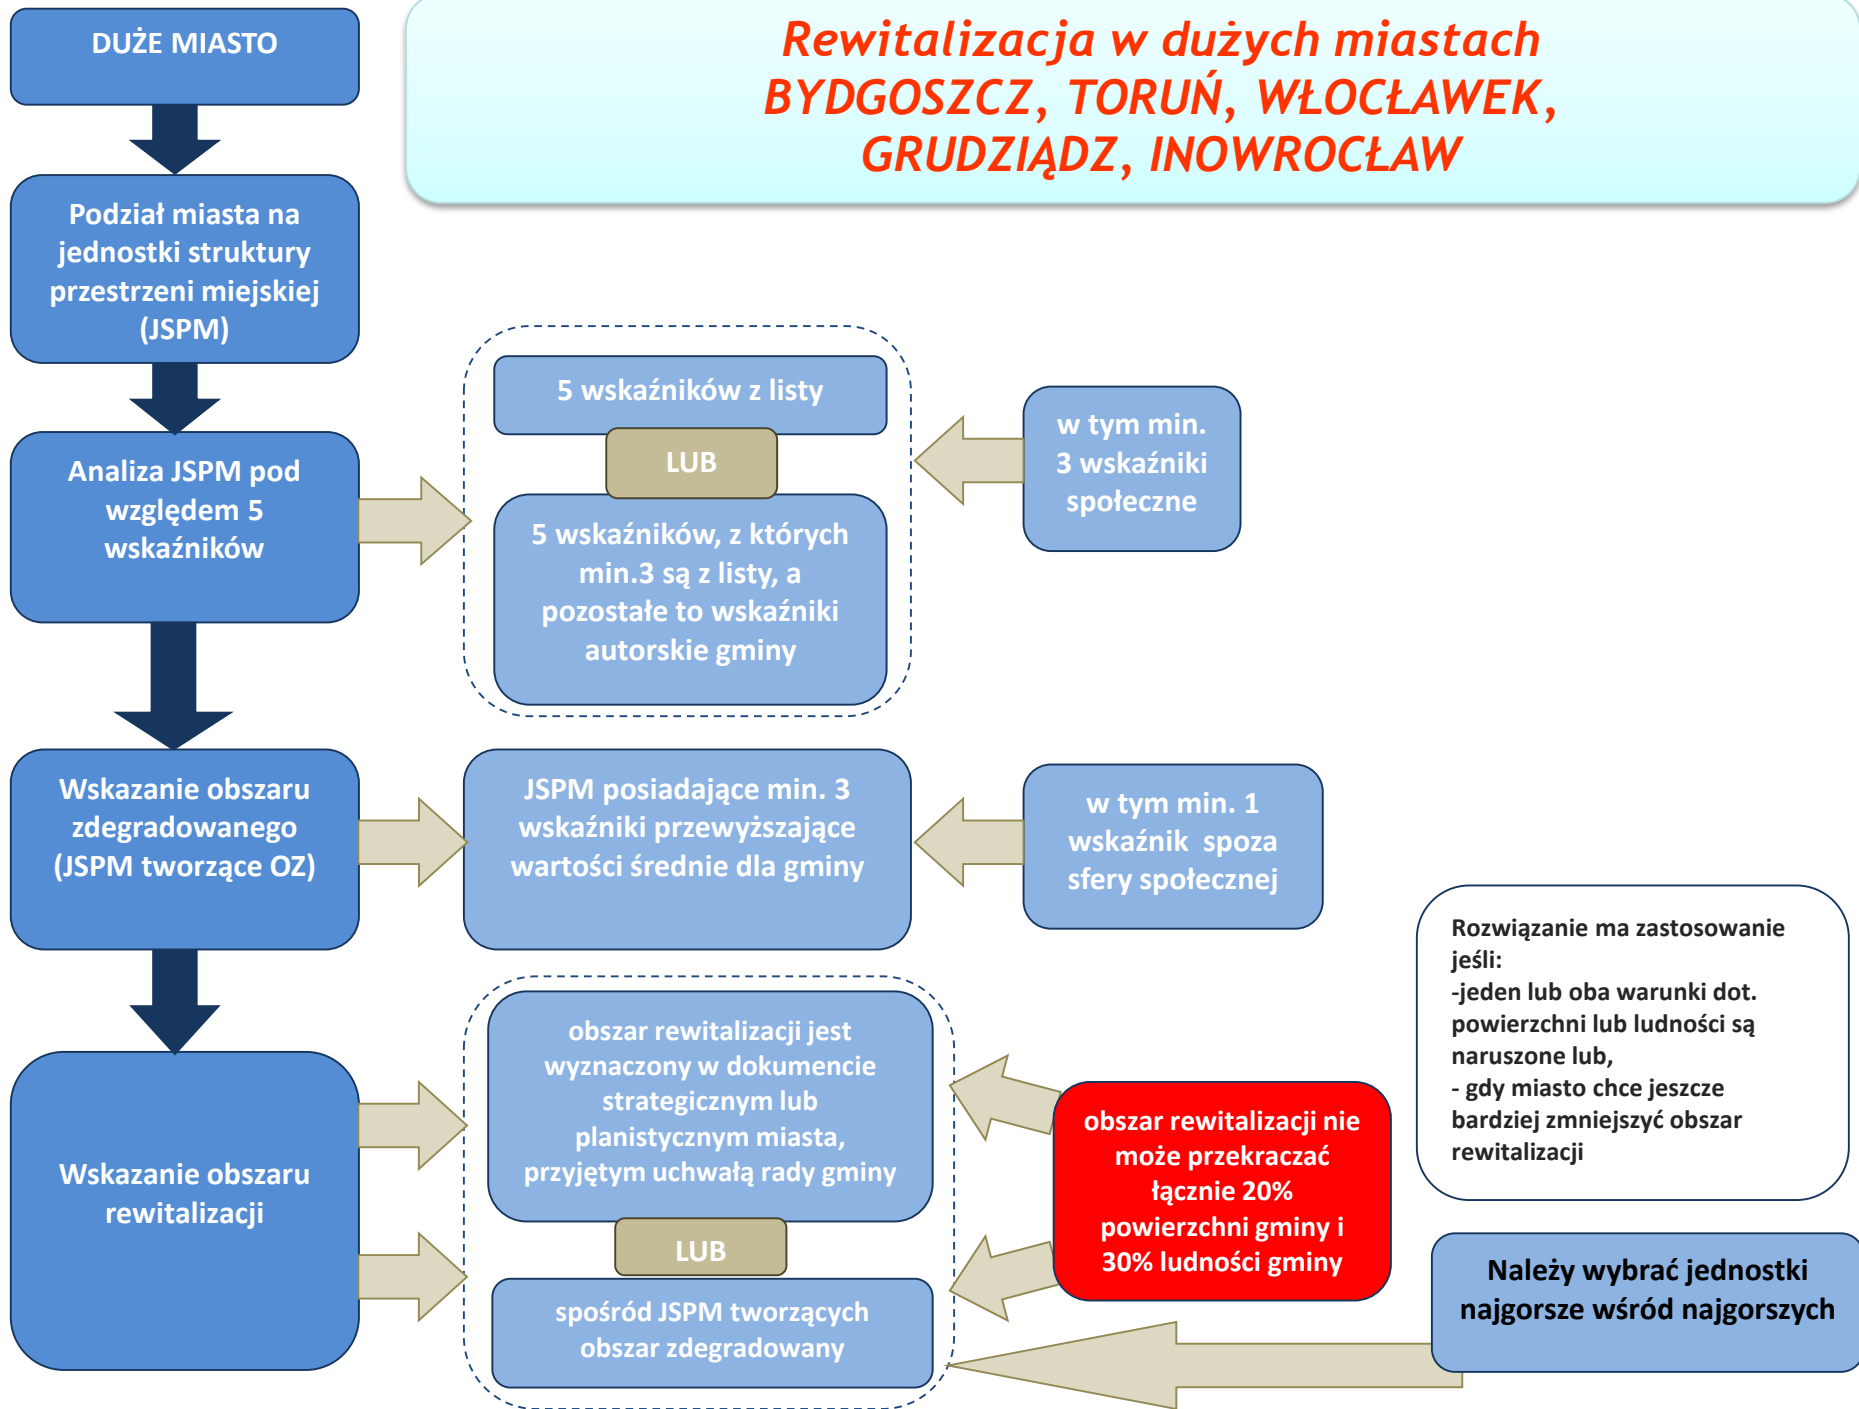 DUŻE MIASTO
Rewitalizacja w dużych miastach
BYDGOSZCZ, TORUŃ, WŁOCŁAWEK,
GRUDZIĄDZ, INOWROCŁAW
Podział miasta na
jednostki struktury
przestrzeni miejskiej
(JSPM)
Analiza JSPM pod
względem 5
wskaźników
5 wskaźników z listy
LUB
5 wskaźników, z których
min.3 są z listy, a
pozostałe to wskaźniki
autorskie gminy
w tym min.
3 wskaźniki
społeczne
Wskazanie obszaru
zdegradowanego
(JSPM tworzące OZ)
JSPM posiadające min. 3
wskaźniki przewyższające
wartości średnie dla gminy
w tym min. 1
wskaźnik spoza
sfery społecznej
Wskazanie obszaru
rewitalizacji
obszar rewitalizacji jest
wyznaczony w dokumencie
strategicznym lub
planistycznym miasta,
przyjętym uchwałą rady gminy
LUB
spośród JSPM tworzących
obszar zdegradowany
obszar rewitalizacji nie
może przekraczać
łącznie 20%
powierzchni gminy i
30% ludności gminy
Rozwiązanie ma zastosowanie
jeśli:
-jeden lub oba warunki dot.
powierzchni lub ludności są
naruszone lub,
- gdy miasto chce jeszcze
bardziej zmniejszyć obszar
rewitalizacji
Należy wybrać jednostki
najgorsze wśród najgorszych